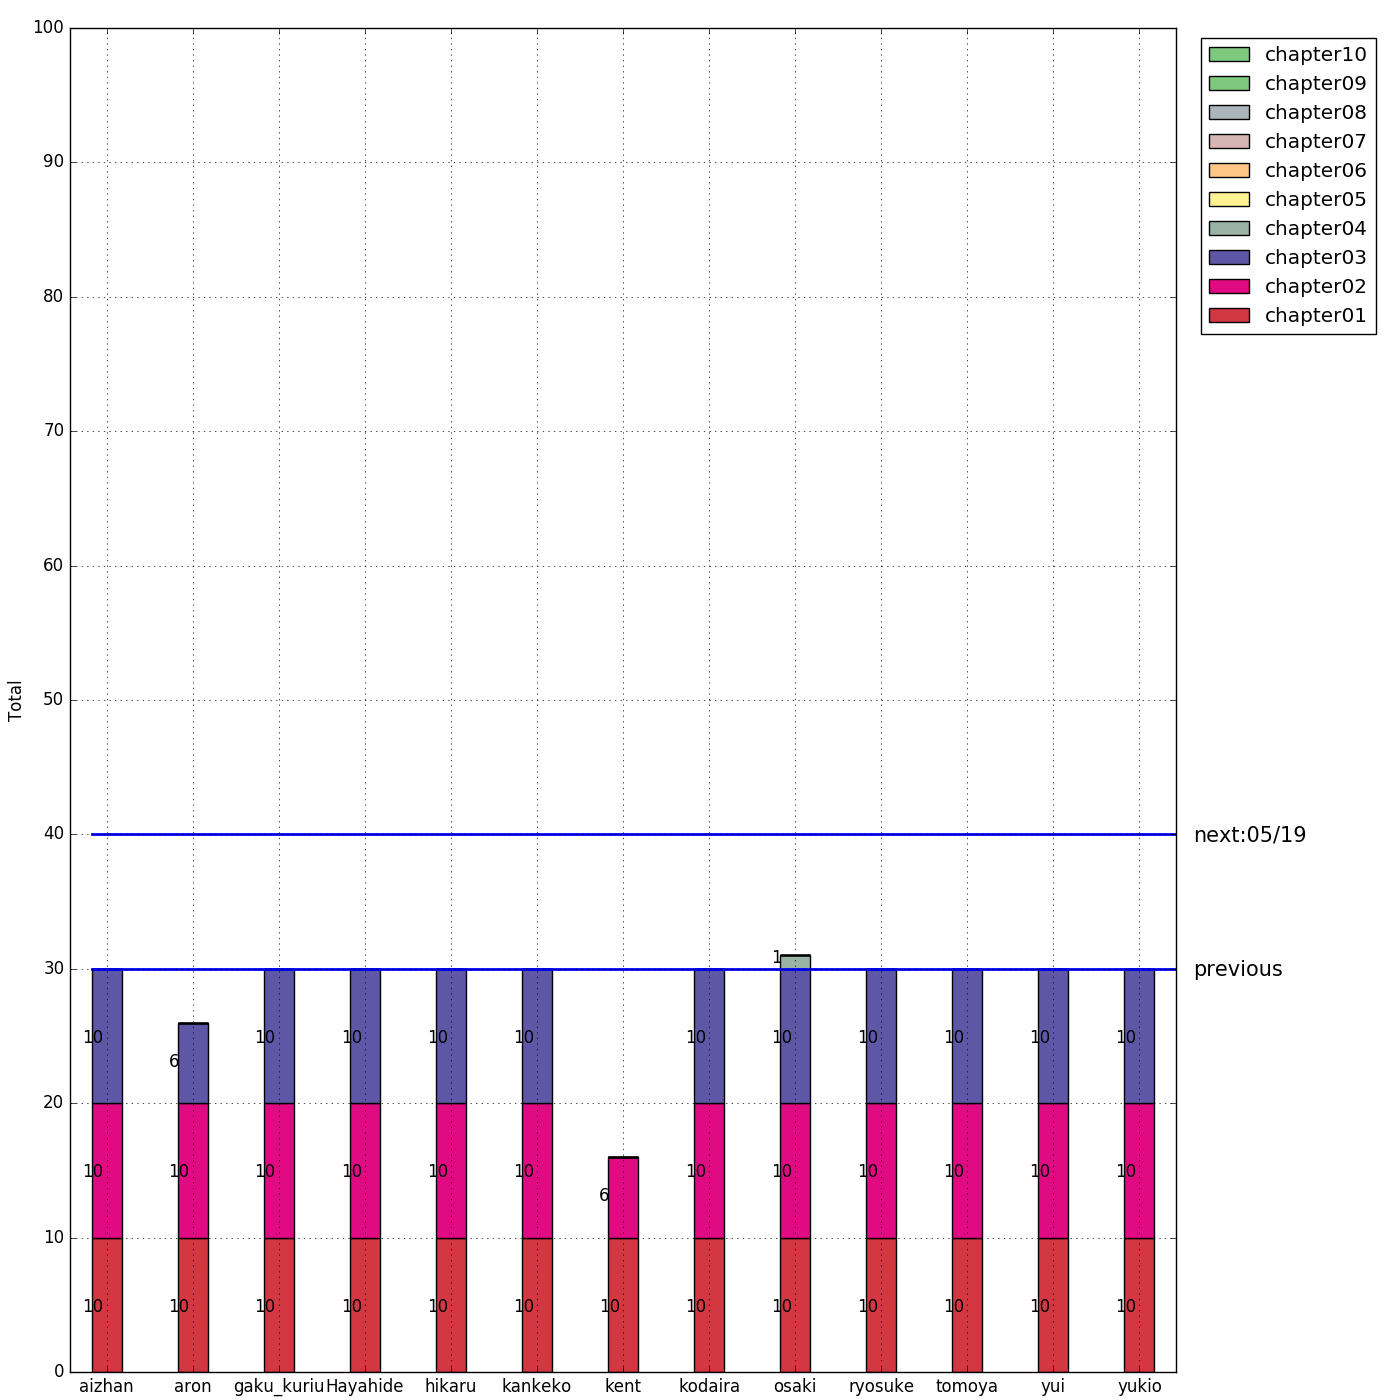 100
90
80
70
60
50
40
30
20
10
0
Total
chapter10
chapter09
chapter08
chapter07
chapter06
chapter05
chapter04
chapter03
chapter02
chapter01
next:05/19
previous
1
10 10 10 10 10 10 10 10 10 10 10
6
10 10 10 10 10 10 10 10 10 10 10 10
6
10 10 10 10 10 10 10 10 10 10 10 10 10
aizhan aron gaku_kuriu Hayahide hikaru kankeko kent kodaira osaki ryosuke tomoya yui yukio